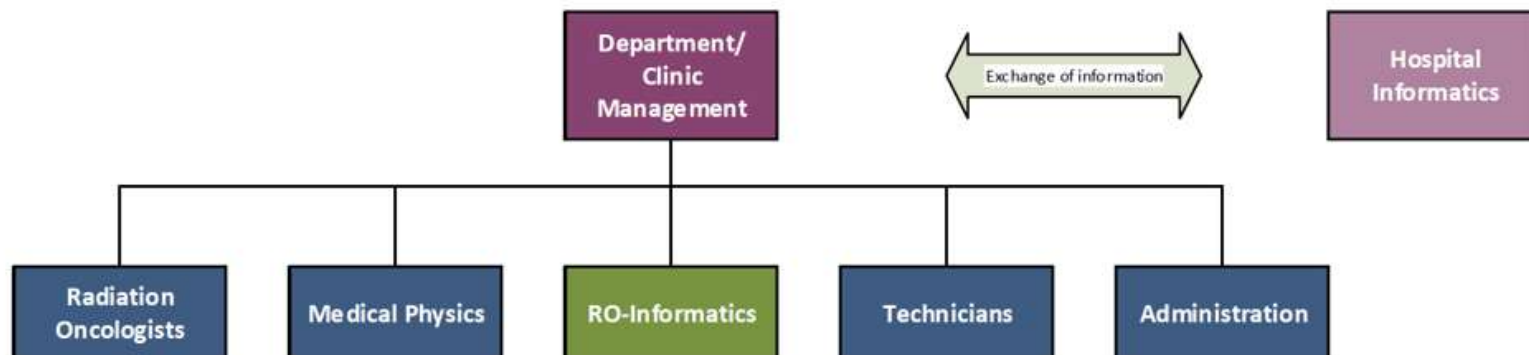 Department/
Clinic
Management
Exchange of information
Hospital
Informatics
Radiation
Oncologists
Medical Physics
RO-Informatics
Technicians
Administration